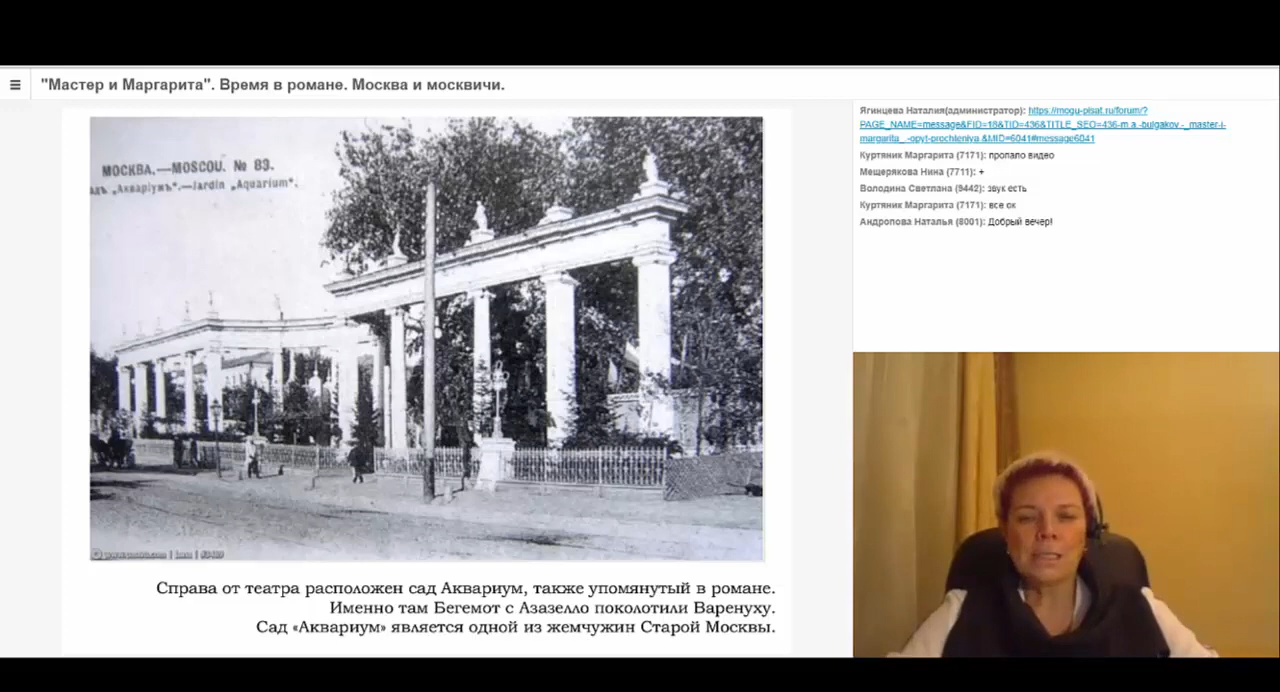 "Мастер и Маргарита". Время в романе. Москва и москвичи.
МОСКВА.—MOSCOU. № 83.
адъ „Акваріумъ“.—Jardin „Aquarium“.
Справа от театра расположен сад Аквариум, также упомянутый в романе.
Именно там Бегемот с Азазелло поколотили Варенуху.
Сад «Аквариум» является одной из жемчужин Старой Москвы.
Ягинцева Наталия(администратор): https://mogu-pisat.ru/forum/?
PAGE_NAME=message&FID=18&TID=436&TITLE_SEO=436-m.a.-bulgakov.-_master-i-
margarita_.-opyt-prochteniya.&MID=6041#message6041
Куртяник Маргарита (7171): пропало видео
Мещерякова Нина (7711): +
Володина Светлана (9442): звук есть
Куртяник Маргарита (7171): все ок
Андропова Наталья (8001): Добрый вечер!